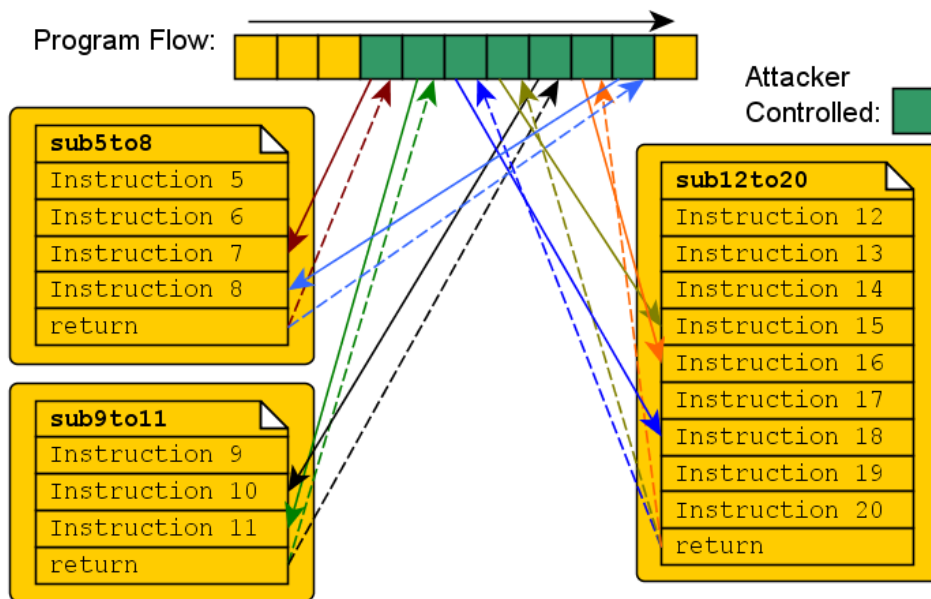 Program Flow:
Attacker
Controlled:
sub5to8
Instruction 5
Instruction 6
Instruction 7
Instruction 8
return
sub9to11
Instruction 9
Instruction 10
Instruction 11
return
sub12to20
Instruction 12
Instruction 13
Instruction 14
Instruction 15
Instruction 16
Instruction 17
Instruction 18
Instruction 19
Instruction 20
return